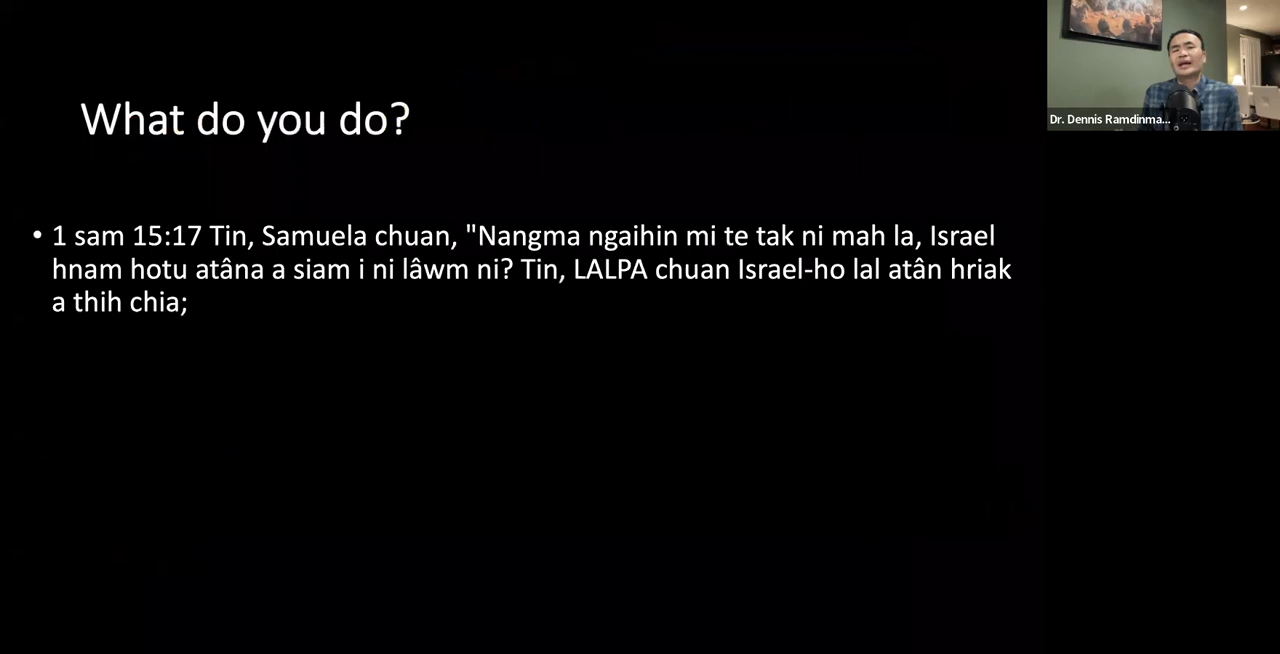 What do you do?
• 1 sam 15:17 Tin, Samuela chuan, "Nangma ngaihin mi te tak ni mah la, Israel
hnam hotu atâna a siam i ni lâwm ni? Tin, LALPA chuan Israel-ho lal atân hriak
a thih chia;
Dr. Dennis Ramdinma...